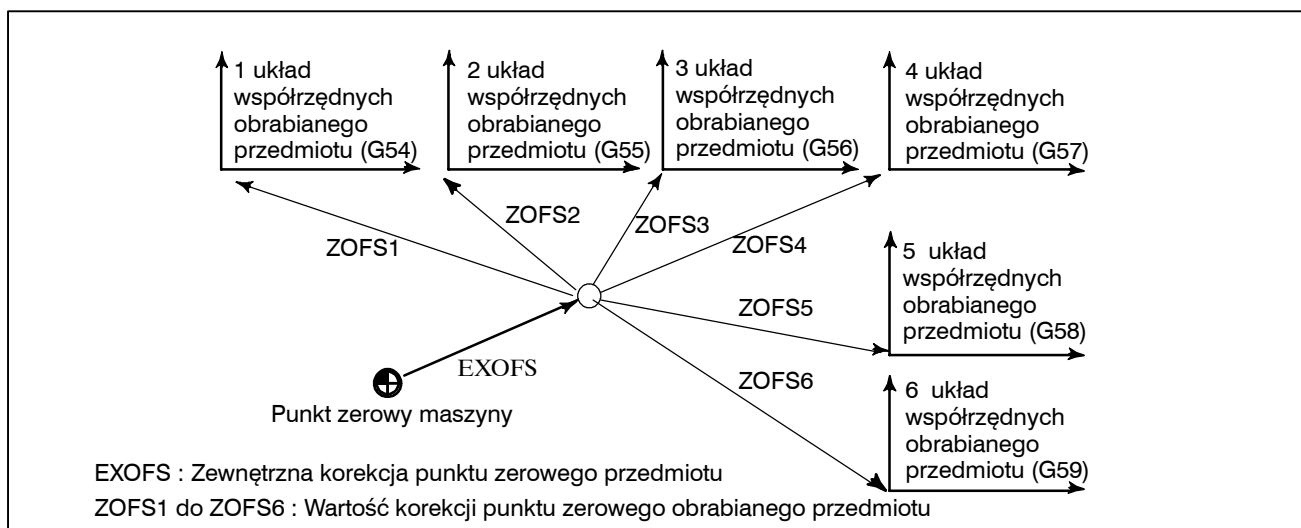 1 układ
współrzędnych
obrabianego
przedmiotu (G54)
2 układ
współrzędnych
obrabianego
przedmiotu (G55)
3 układ
współrzędnych
obrabianego
przedmiotu (G56)
4 układ
współrzędnych
obrabianego
przedmiotu (G57)
ZOFS1
ZOFS2
ZOFS3
ZOFS4
ZOFS5
5 układ
współrzędnych
obrabianego
przedmiotu (G58)
EXOFS
ZOFS6
Punkt zerowy maszyny
6 układ
współrzędnych
obrabianego
przedmiotu (G59)
EXOFS : Zewnętrzna korekcja punktu zerowego przedmiotu
ZOFS1 do ZOFS6 : Wartość korekcji punktu zerowego obrabianego przedmiotu